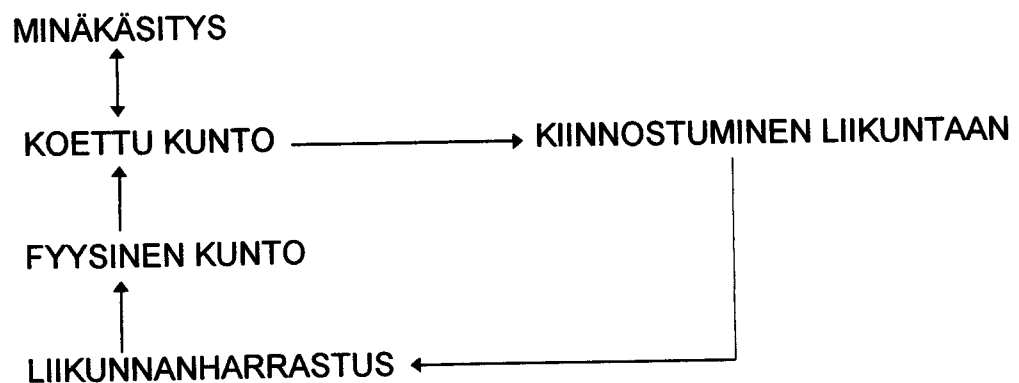 MINÄKÄSITYS
KOETTU KUNTO
KIINNOSTUMINEN LIIKUNTAAN
FYYSINEN KUNTO
LIIKUNNANHARRASTUS